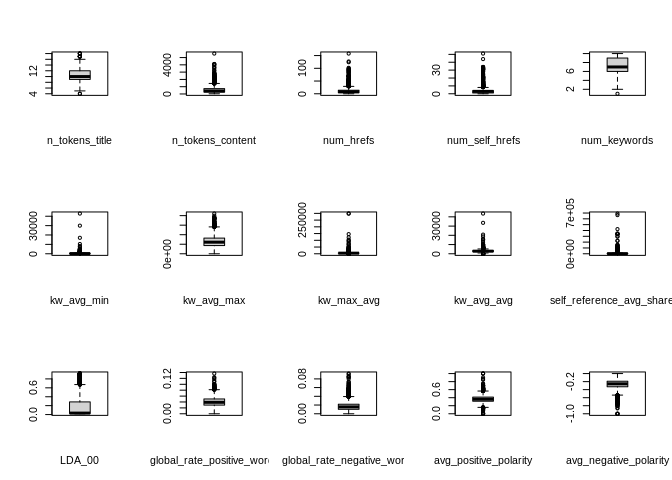 4 12
n_tokens_title
0 4000
n_tokens_content
0 100
num_hrefs
0 30
num_self_hrefs
2 6
num_keywords
0 30000
kw_avg_min
0e+00
kw_avg_max
0 250000
kw_max_avg
0 30000
kw_avg_avg
0e+00 7e+05
self_reference_avg_share
0.0 0.6
LDA_00
0.00 0.12
global_rate_positive_wor
0.00 0.08
global_rate_negative_wor
0.0 0.6
avg_positive_polarity
-1.0 -0.2
avg_negative_polarity